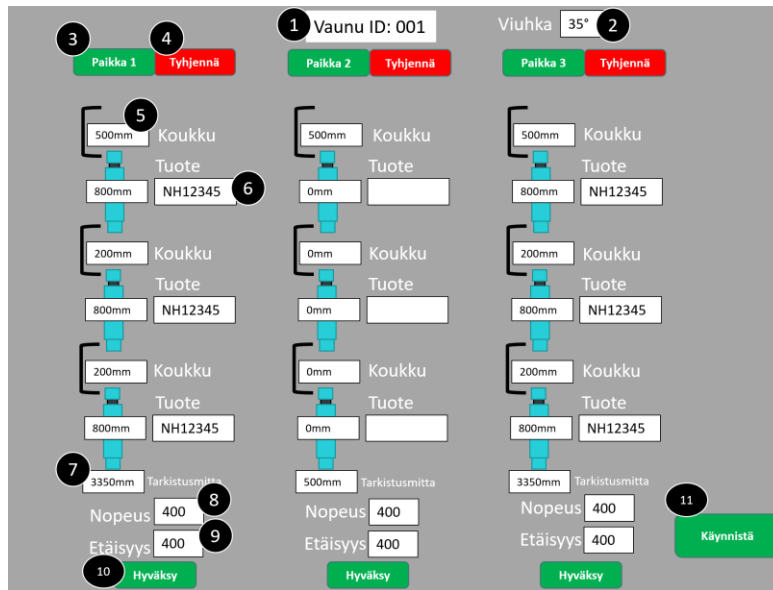 1 Vaunu ID: 001 Viuhka 35° 2
3 4
Paikka 1 Tyhjennä Paikka 2 Tyhjennä Paikka 3 Tyhjennä
5
500mm Koukku 500mm Koukku 500mm Koukku
Tuote Tuote Tuote
800mm NH12345 6 0mm 800mm NH12345
200mm Koukku 0mm Koukku 200mm Koukku
Tuote Tuote Tuote
800mm NH12345 0mm 800mm NH12345
200mm Koukku 0mm Koukku 200mm Koukku
Tuote Tuote Tuote
800mm NH12345 0mm 800mm NH12345
7 3350mm Tarkistusmitta 500mm Tarkistusmitta 3350mm Tarkistusmitta
Nopeus 400 8 Nopeus 400 Nopeus 400 11
Etäisyys 400 9 Etäisyys 400 Etäisyys 400 Käynnistä
10 Hyväksy Hyväksy Hyväksy